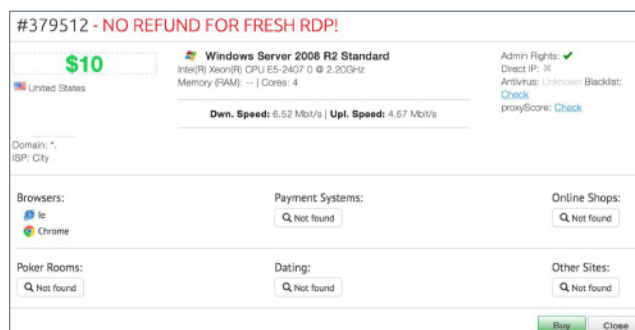 #379512 - NO REFUND FOR FRESH RDP!
$10
United States
Domain: *.
ISP: City
Windows Server 2008 R2 Standard
Intel(R) Xeon(R) CPU E5-2407 0 @ 2.20GHz
Memory (RAM): -- | Cores: 4
Dwn. Speed: 6.52 Mbit/s | Upl. Speed: 4.67 Mbit/s
Admin Rights: ✔
Direct IP: ✖
Antivirus: Unknown Blacklist:
Check
proxyScore: Check
Browsers:
Ie
Chrome
Payment Systems:
Not found
Online Shops:
Not found
Poker Rooms:
Not found
Dating:
Not found
Other Sites:
Not found
Buy
Close